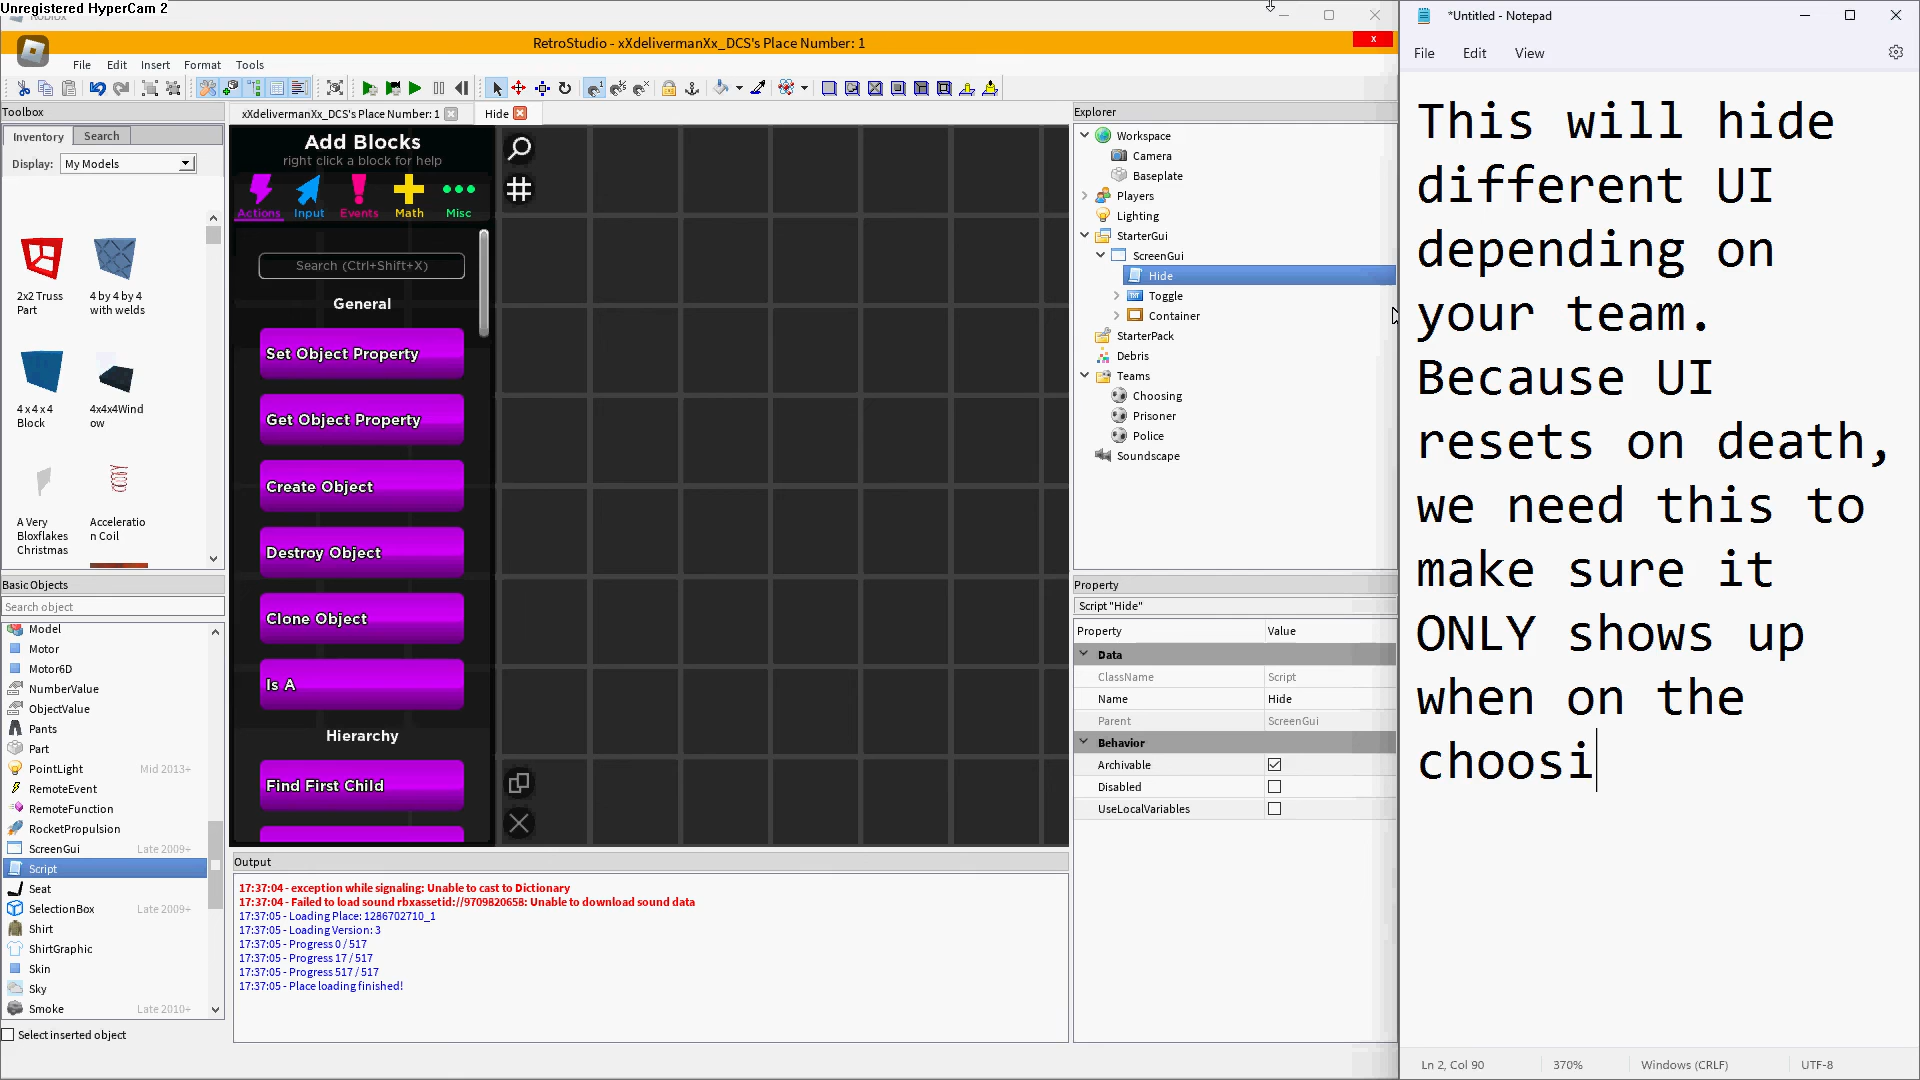 Unregistered HyperCam 2
Roblox
RetroStudio - xXdelivermanXx_DCS's Place Number: 1
x
File Edit Insert Format Tools
Toolbox
Inventory Search
Display: My Models
2x2 Truss Part
4 by 4 by 4 with welds
4 x 4 x 4 Block
4x4x4Window
A Very Bloxflakes Christmas
Acceleration Coil
Basic Objects
Search object
Model
Motor
Motor6D
NumberValue
ObjectValue
Pants
Part
PointLight Mid 2013+
RemoteEvent
RemoteFunction
RocketPropulsion
ScreenGui Late 2009+
Script
Seat
SelectionBox Late 2009+
Shirt
ShirtGraphic
Skin
Sky
Smoke Late 2010+
Select inserted object
xXdelivermanXx_DCS's Place Number: 1
Hide
Add Blocks
right click a block for help
Actions Input Events Math Misc
Search (Ctrl+Shift+X)
General
Set Object Property
Get Object Property
Create Object
Destroy Object
Clone Object
Is A
Hierarchy
Find First Child
Output
17:37:04 - exception while signaling: Unable to cast to Dictionary
17:37:04 - Failed to load sound rbxassetid://9709820658: Unable to download sound data
17:37:05 - Loading Place: 1286702710_1
17:37:05 - Loading Version: 3
17:37:05 - Progress 0 / 517
17:37:05 - Progress 17 / 517
17:37:05 - Progress 517 / 517
17:37:05 - Place loading finished!
Explorer
Workspace
Camera
Baseplate
Players
Lighting
StarterGui
ScreenGui
Hide
Toggle
Container
StarterPack
Debris
Teams
Choosing
Prisoner
Police
Soundscape
Property
Script "Hide"
Property Value
Data
ClassName Script
Name Hide
Parent ScreenGui
Behavior
Archivable
Disabled
UseLocalVariables
*Untitled - Notepad
File Edit View
This will hide
different UI
depending on
your team.
Because UI
resets on death,
we need this to
make sure it
ONLY shows up
when on the
choosi
Ln 2, Col 90 370% Windows (CRLF) UTF-8